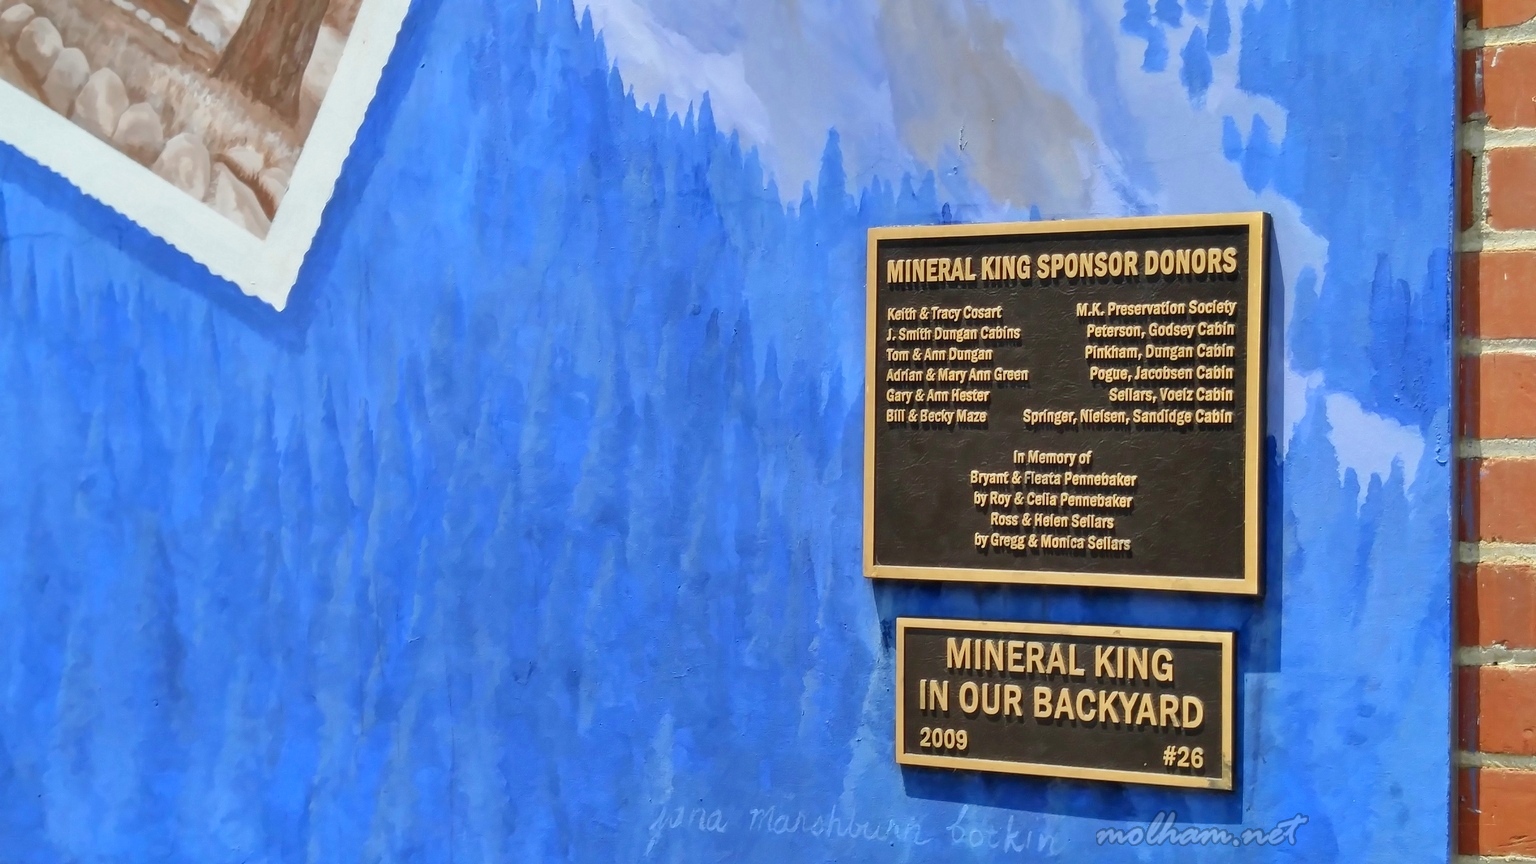 MINERAL KING SPONSOR DONORS
Keith & Tracy Cosart
J. Smith Dungan Cabins
Tom & Ann Dungan
Adrian & Mary Ann Green
Gary & Ann Hester
Bill & Becky Maze
M.K. Preservation Society
Peterson, Godsey Cabin
Pinkham, Dungan Cabin
Pogue, Jacobsen Cabin
Sellars, Voelz Cabin
Springer, Nielsen, Sandidge Cabin
In Memory of
Bryant & Fleata Pennebaker
by Roy & Celia Pennebaker
Ross & Helen Sellars
by Gregg & Monica Sellars
MINERAL KING
IN OUR BACKYARD
2009
#26
jana marshburn botkin
molham.net